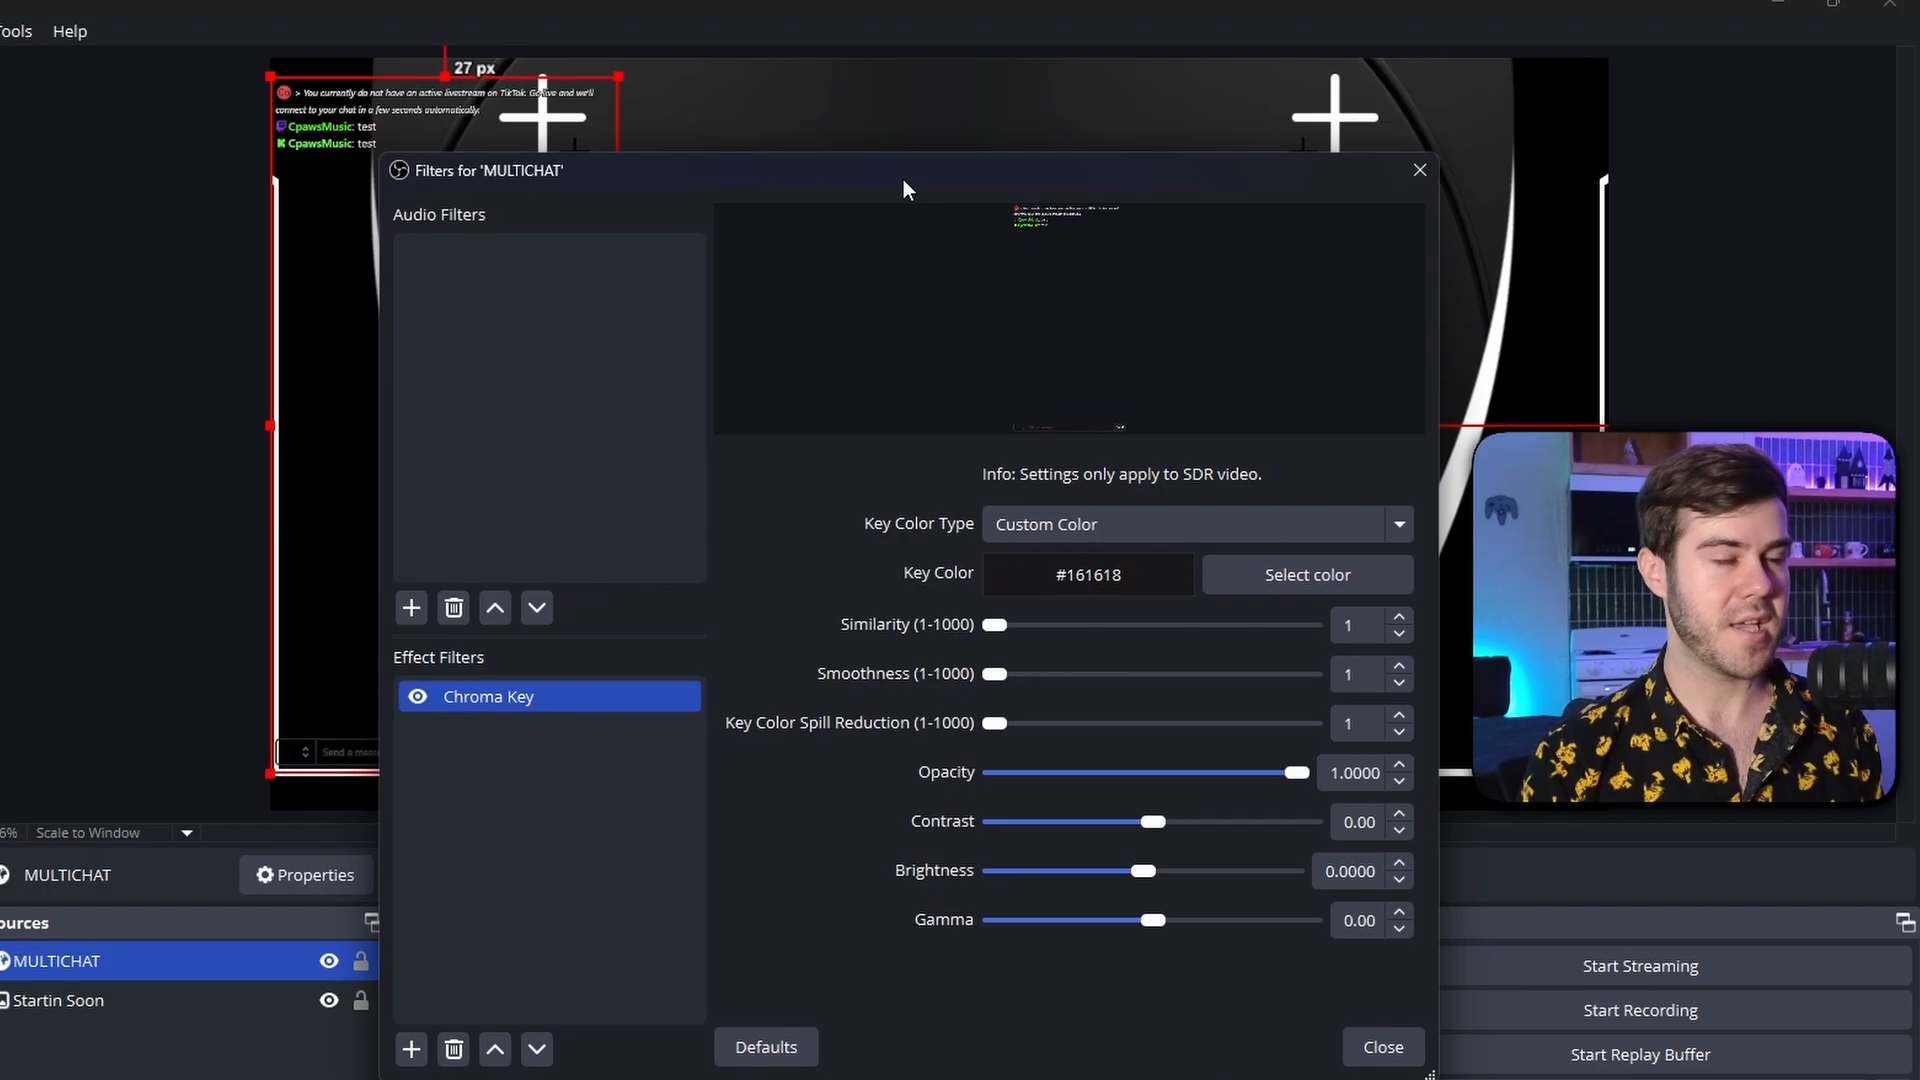 Tools Help
27 px
> You currently do not have an active livestream on TikTok. Go live and we'll
connect to your chat in a few seconds automatically.
CpawsMusic: test
CpawsMusic: test
Filters for 'MULTICHAT'
Audio Filters
Info: Settings only apply to SDR video.
Key Color Type Custom Color
Key Color #161618 Select color
Similarity (1-1000) 1
Smoothness (1-1000) 1
Key Color Spill Reduction (1-1000) 1
Opacity 1.0000
Contrast 0.00
Brightness 0.0000
Gamma 0.00
Effect Filters
Chroma Key
Defaults Close
Send a mess
6% Scale to Window
MULTICHAT Properties
ources
MULTICHAT
Startin Soon
Start Streaming
Start Recording
Start Replay Buffer